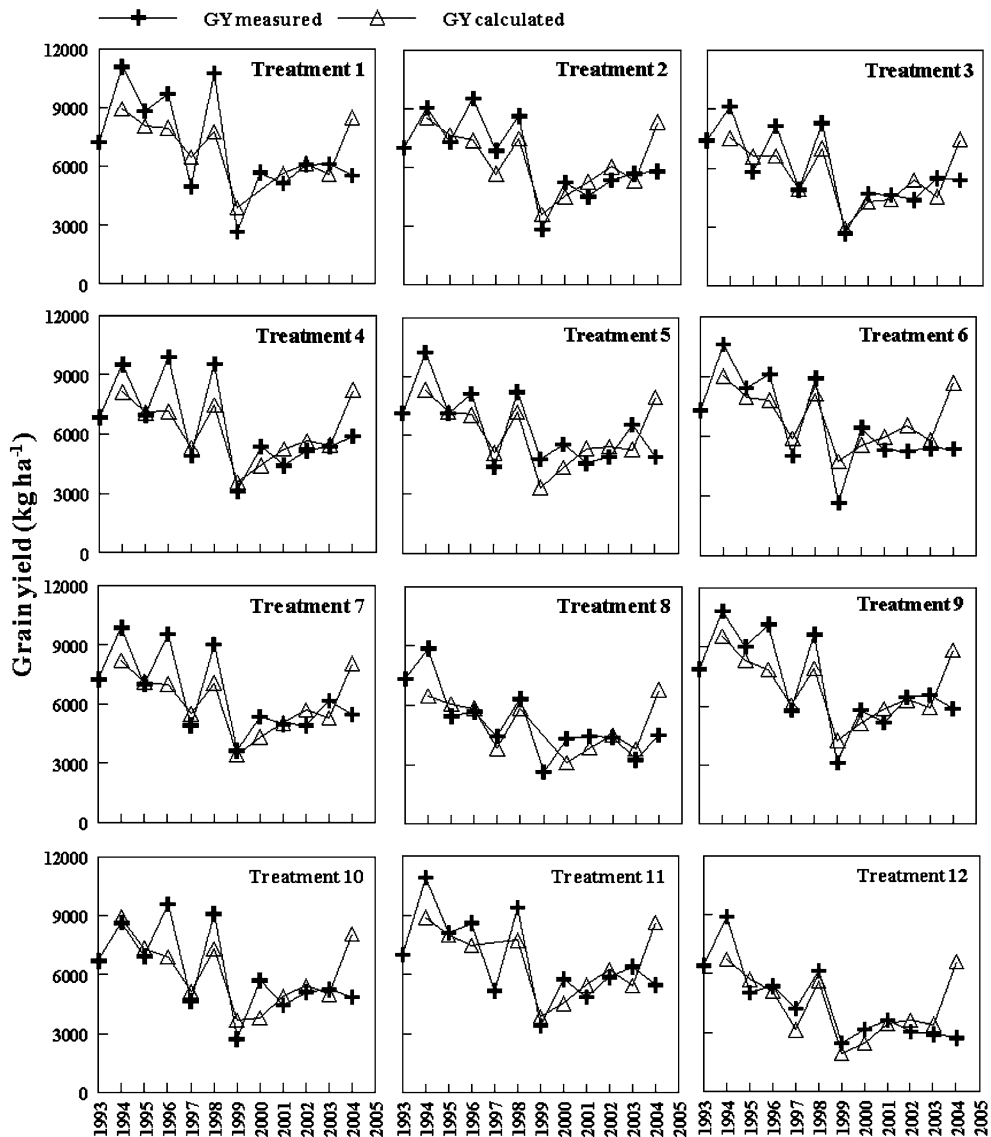 GY measured GY calculated
Treatment 1
Treatment 2
Treatment 3
12000
9000
6000
3000
0
Treatment 4
Treatment 5
Treatment 6
12000
9000
6000
3000
0
Grain yield (kg ha⁻¹)
Treatment 7
Treatment 8
Treatment 9
12000
9000
6000
3000
0
Treatment 10
Treatment 11
Treatment 12
12000
9000
6000
3000
0
1993 1994 1995 1996 1997 1998 1999 2000 2001 2002 2003 2004 2005
1993 1994 1995 1996 1997 1998 1999 2000 2001 2002 2003 2004 2005
1993 1994 1995 1996 1997 1998 1999 2000 2001 2002 2003 2004 2005